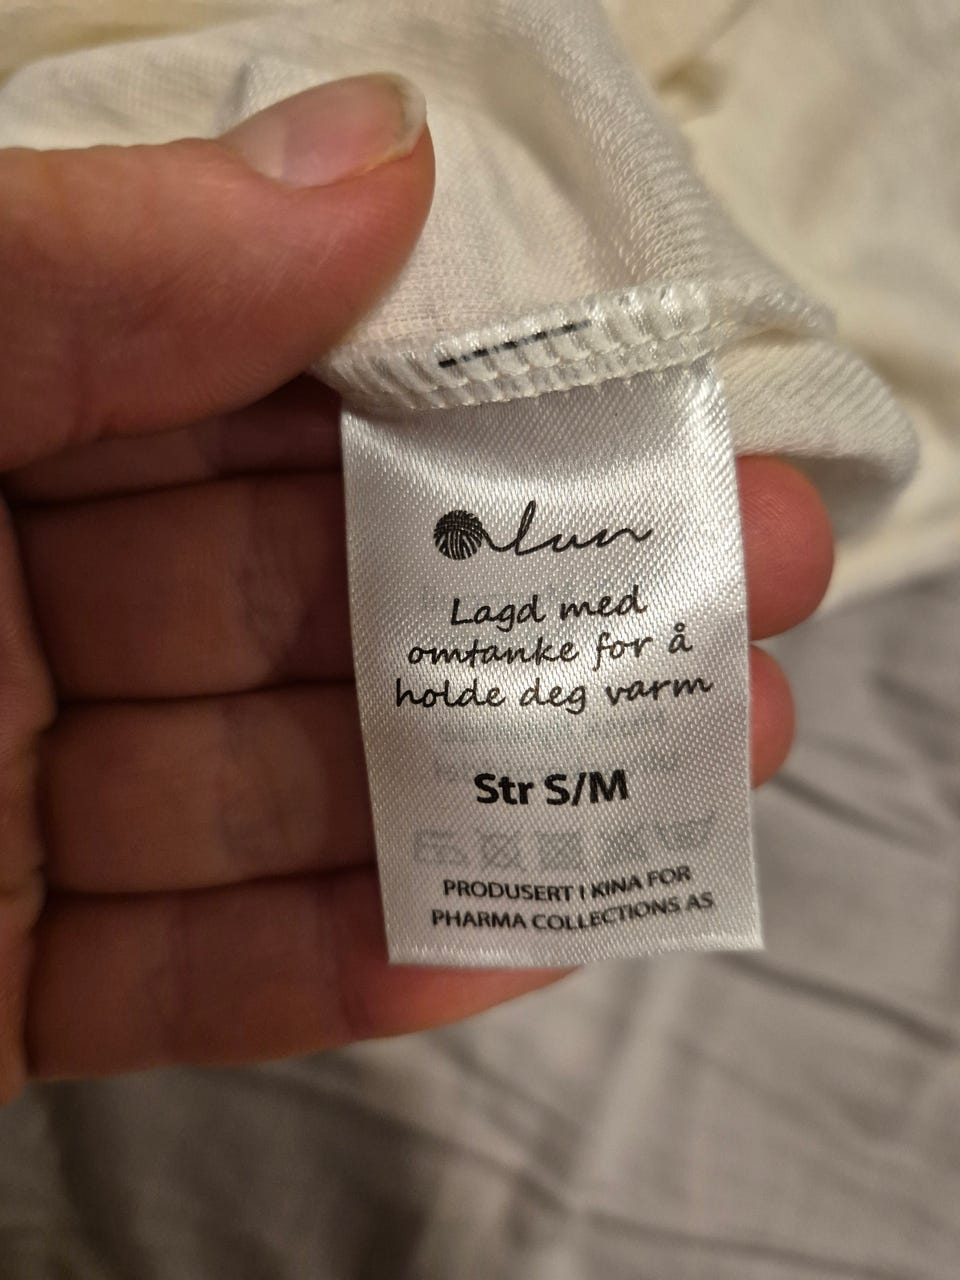 lun
Lagd med
omtanke for å
holde deg varm
Str S/M
PRODUSERT I KINA FOR
PHARMA COLLECTIONS AS